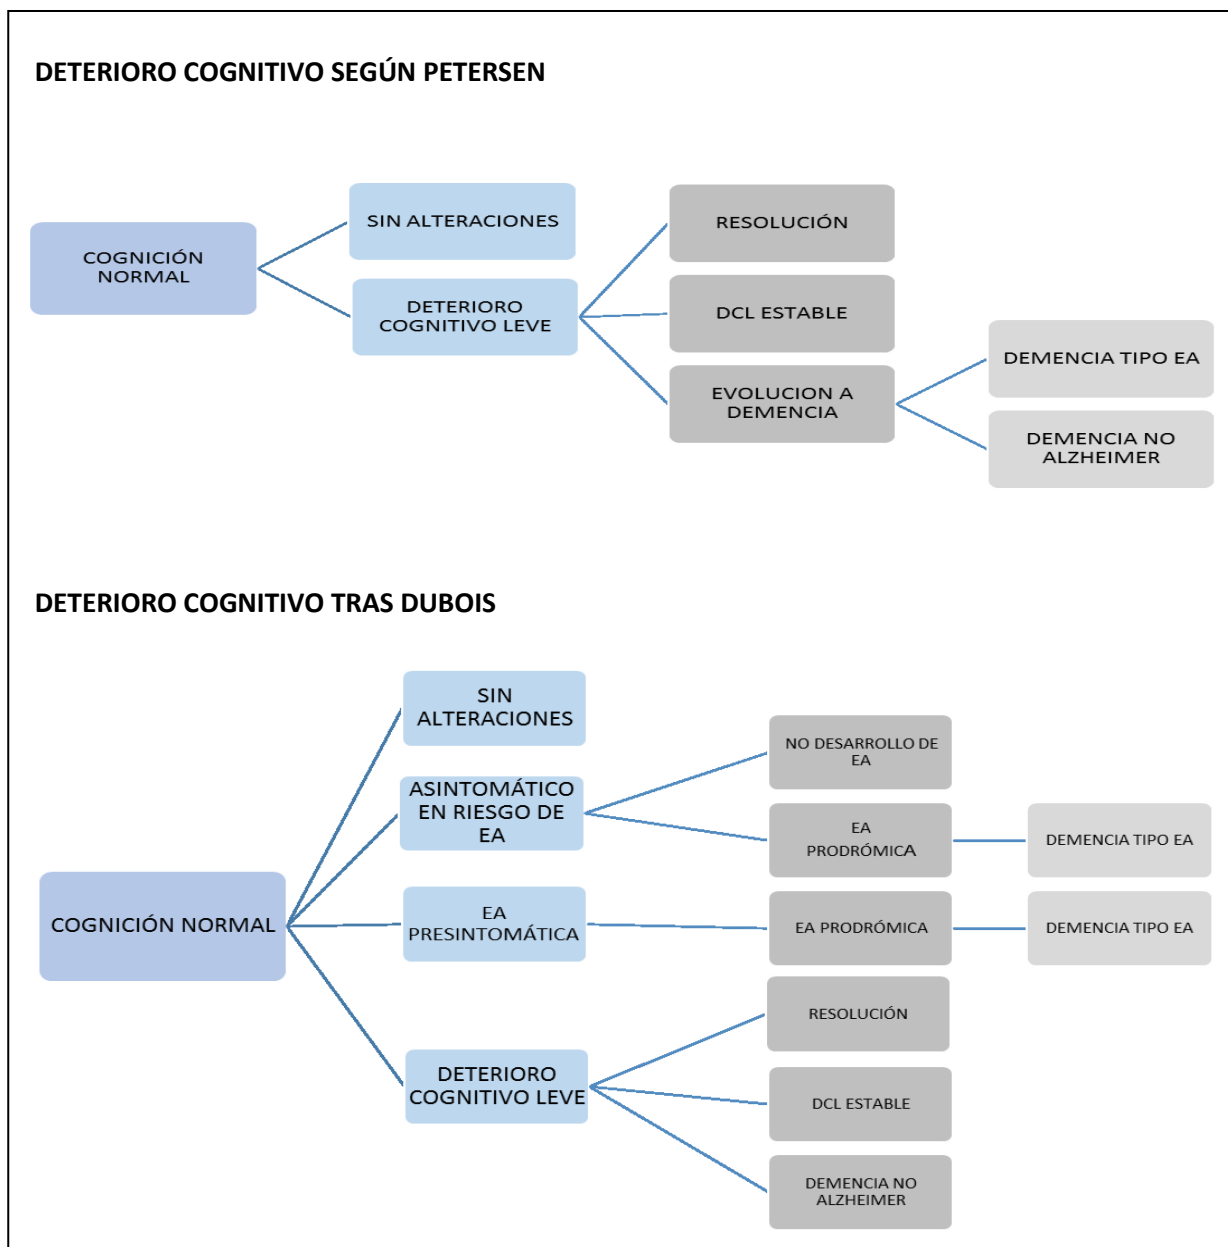 DETERIORO COGNITIVO SEGÚN PETERSEN
COGNICIÓN
NORMAL
SIN ALTERACIONES
DETERIORO
COGNITIVO LEVE
RESOLUCIÓN
DCL ESTABLE
EVOLUCION A
DEMENCIA
DEMENCIA TIPO EA
DEMENCIA NO
ALZHEIMER
DETERIORO COGNITIVO TRAS DUBOIS
COGNICIÓN NORMAL
SIN
ALTERACIONES
ASINTOMÁTICO
EN RIESGO DE
EA
NO DESARROLLO DE
EA
EA
PRODRÓMICA
DEMENCIA TIPO EA
EA
PRESINTOMÁTICA
EA PRODRÓMICA
DEMENCIA TIPO EA
DETERIORO
COGNITIVO LEVE
RESOLUCIÓN
DCL ESTABLE
DEMENCIA NO
ALZHEIMER